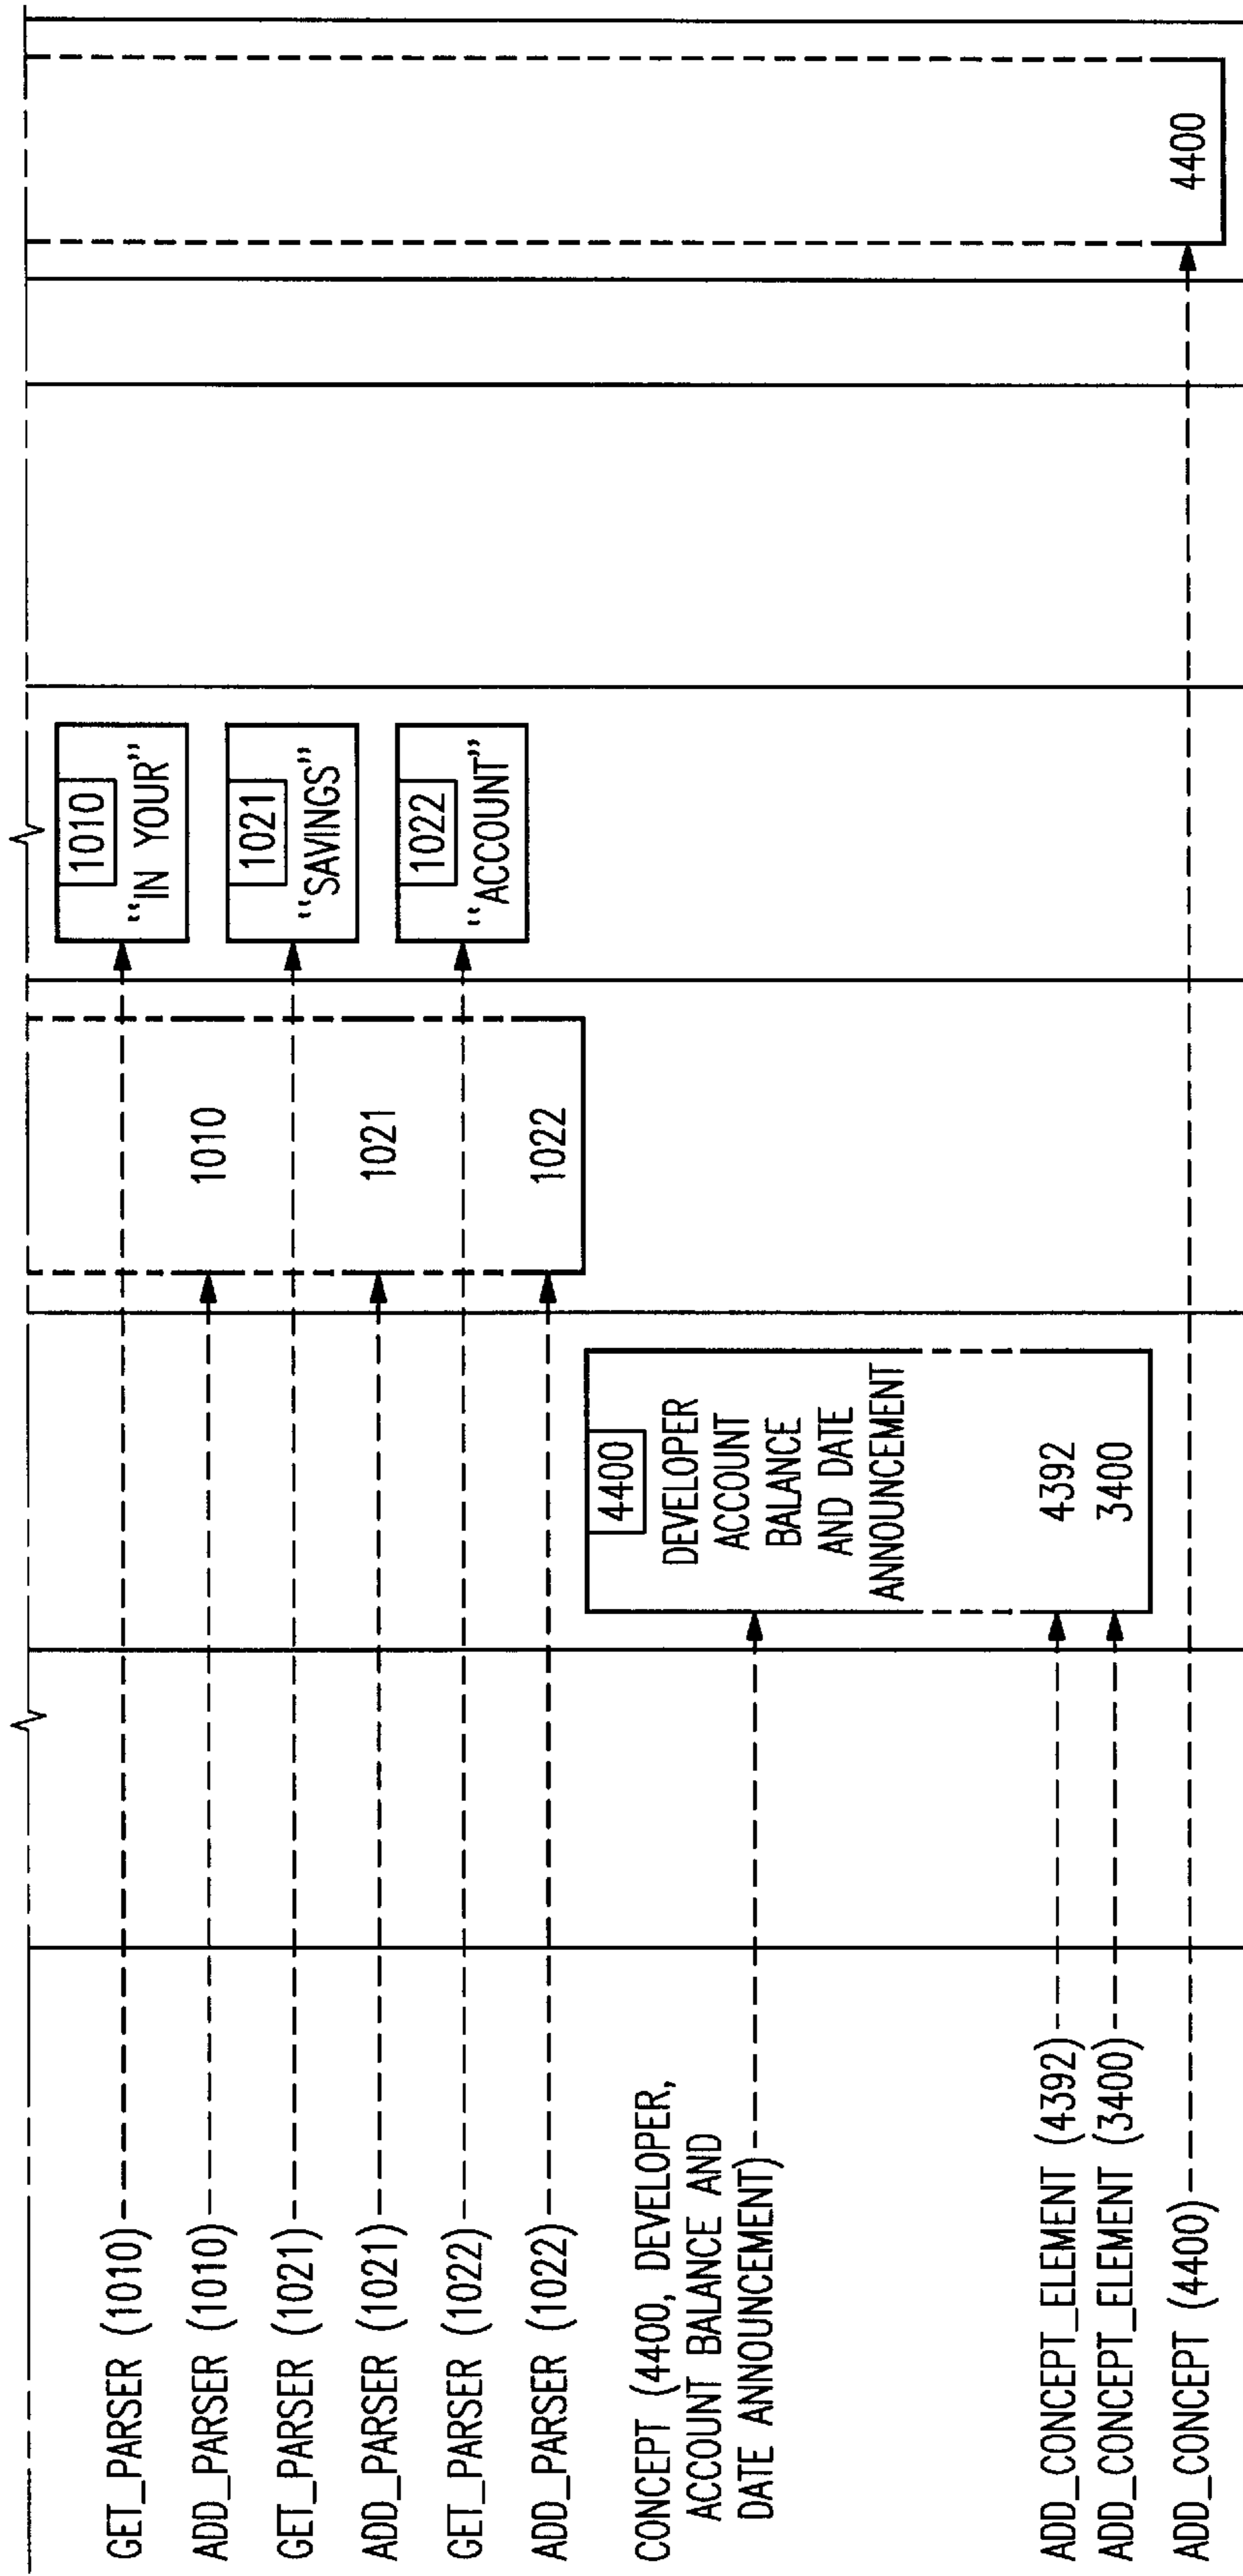 GET_PARSER (1010)
ADD_PARSER (1010)
GET_PARSER (1021)
ADD_PARSER (1021)
GET_PARSER (1022)
ADD_PARSER (1022)
CONCEPT (4400, DEVELOPER,
ACCOUNT BALANCE AND
DATE ANNOUNCEMENT)
ADD_CONCEPT_ELEMENT (4392)
ADD_CONCEPT_ELEMENT (3400)
ADD_CONCEPT (4400)
4400
DEVELOPER
ACCOUNT
BALANCE
AND DATE
ANNOUNCEMENT
4392
3400
1010
1021
1022
1010
"IN YOUR"
1021
"SAVINGS"
1022
"ACCOUNT"
4400